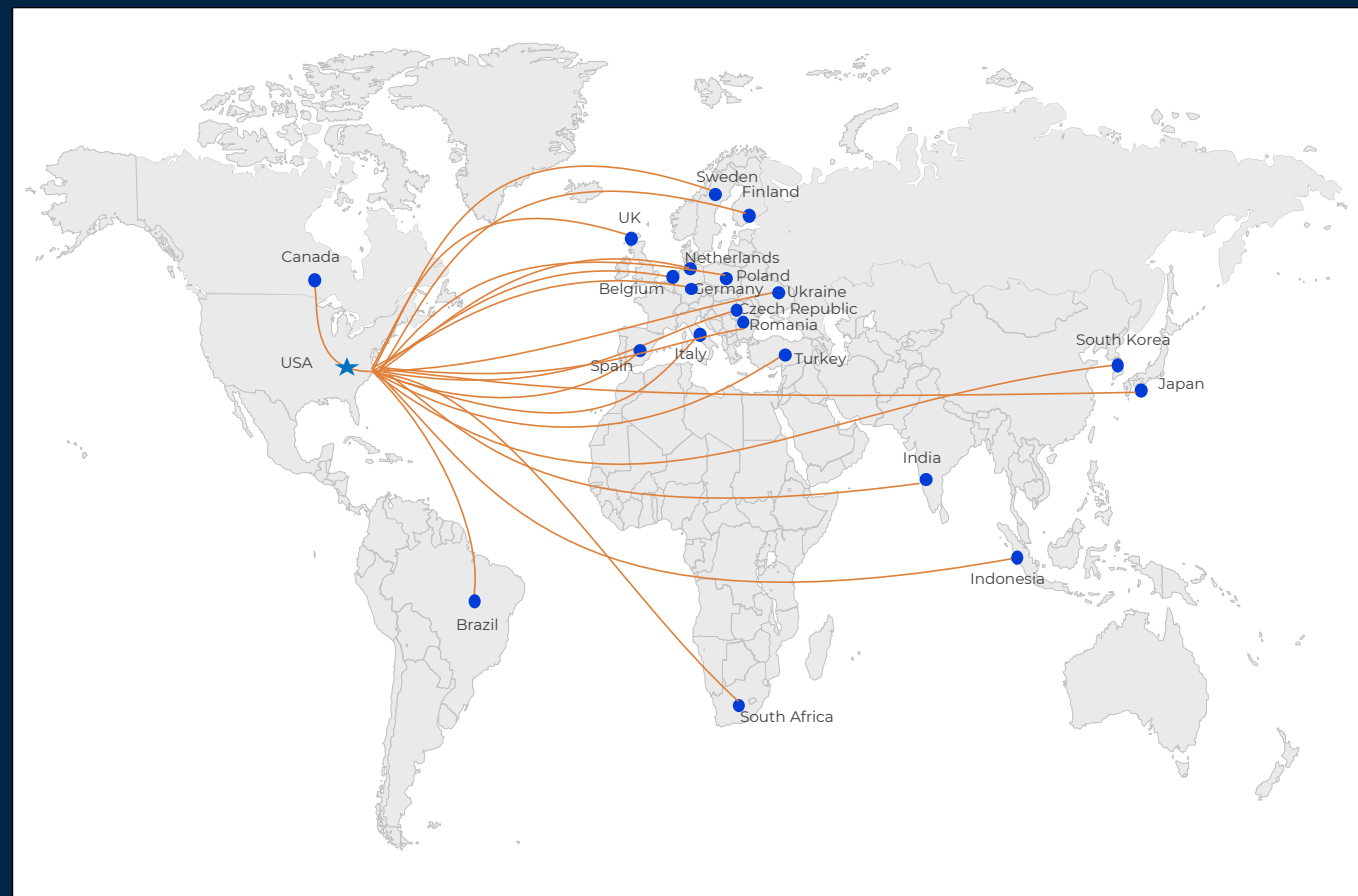 Sweden
Finland
UK
Canada
Netherlands
Poland
Belgium
Germany
Ukraine
Czech Republic
Romania
South Korea
USA
Spain
Italy
Turkey
Japan
India
Indonesia
Brazil
South Africa